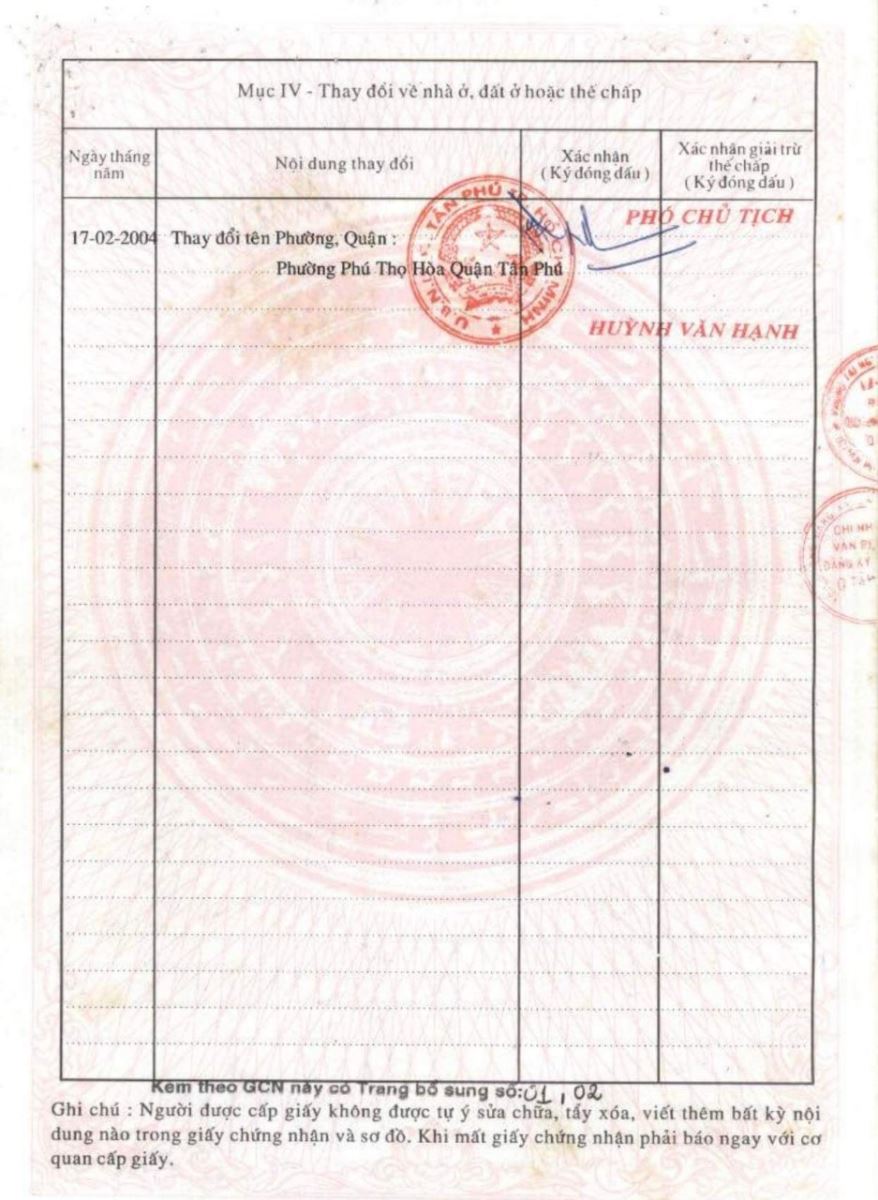 Mục IV - Thay đổi về nhà ở, đất ở hoặc thế chấp
Ngày tháng năm
Nội dung thay đổi
Xác nhận
( Ký đóng dấu )
Xác nhận giải trừ thế chấp
( Ký đóng dấu )
PHÓ CHỦ TỊCH
17-02-2004 Thay đổi tên Phường, Quận :
Phường Phú Thọ Hòa Quận Tân Phú
U.B.N.D Q. TÂN PHÚ T. P HỒ CHÍ MINH
HUỲNH VĂN HẠNH
CHI NH
VĂN P
ĐĂNG KÝ
Kèm theo GCN này có Trang bổ sung số: 01, 02
Ghi chú : Người được cấp giấy không được tự ý sửa chữa, tẩy xóa, viết thêm bất kỳ nội
dung nào trong giấy chứng nhận và sơ đồ. Khi mất giấy chứng nhận phải báo ngay với cơ
quan cấp giấy.